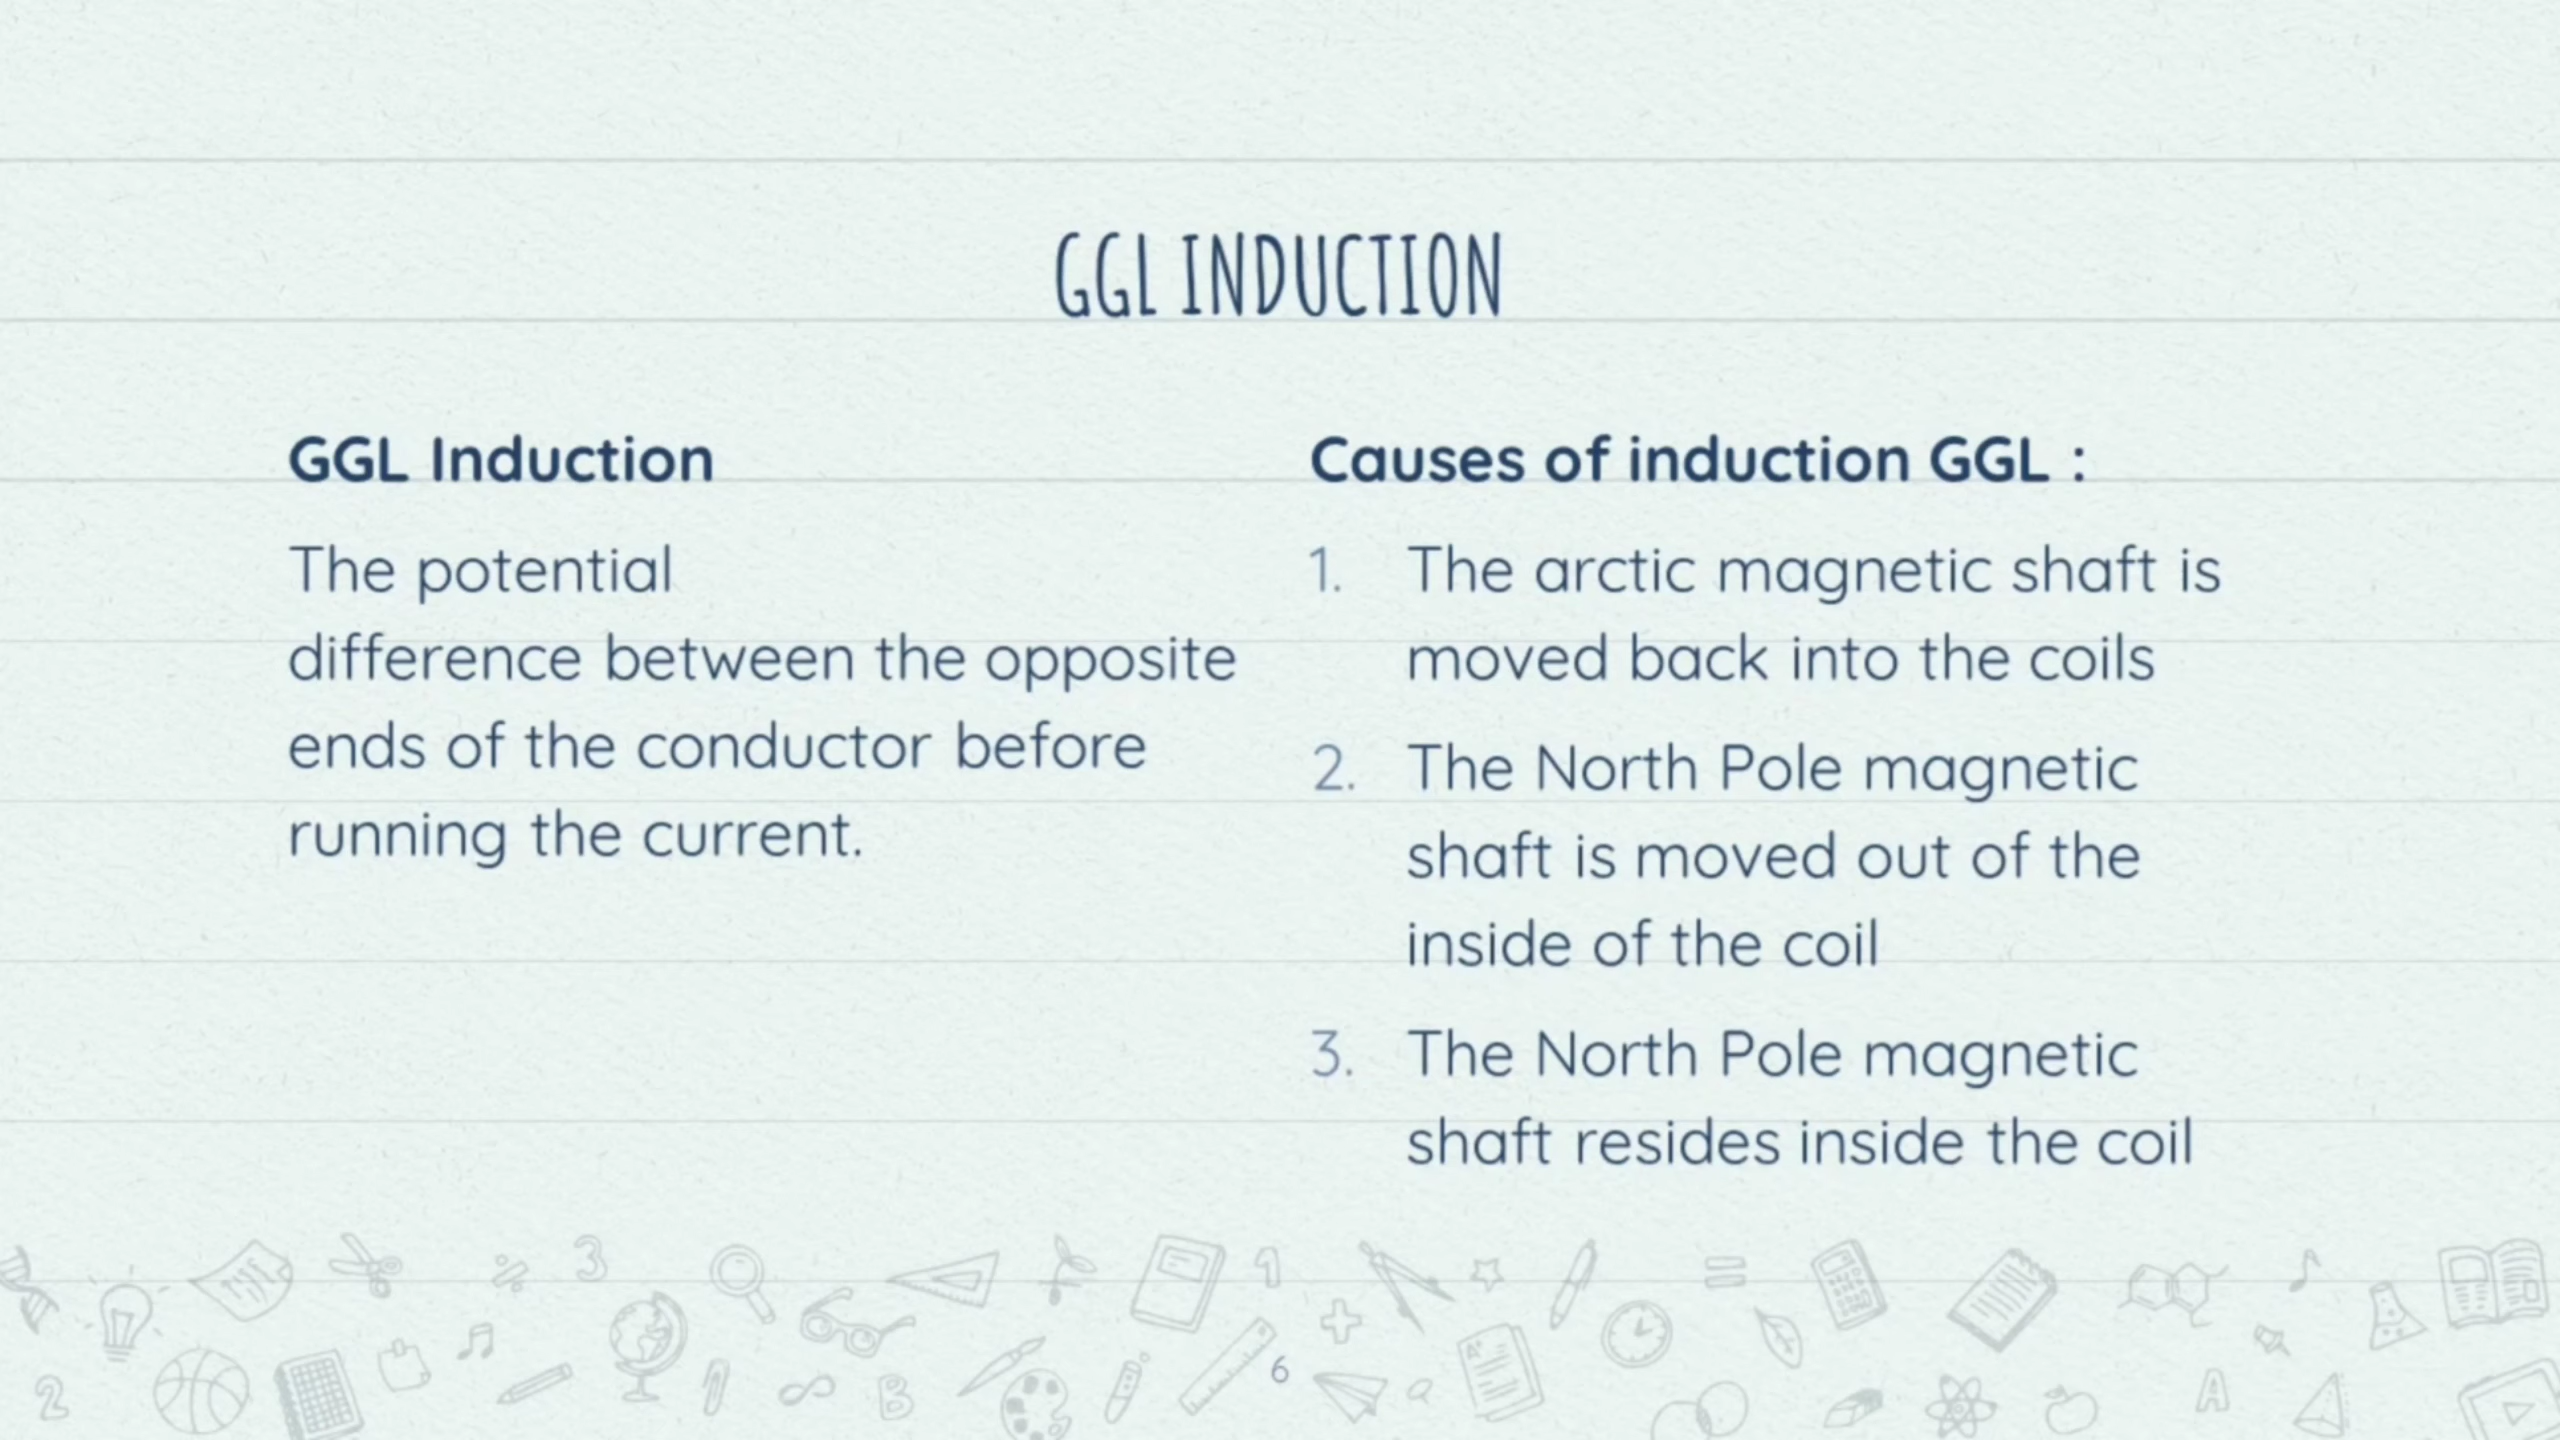 GGL INDUCTION
GGL Induction
The potential
difference between the opposite
ends of the conductor before
running the current.
Causes of induction GGL :
1. The arctic magnetic shaft is
moved back into the coils
2. The North Pole magnetic
shaft is moved out of the
inside of the coil
3. The North Pole magnetic
shaft resides inside the coil
6